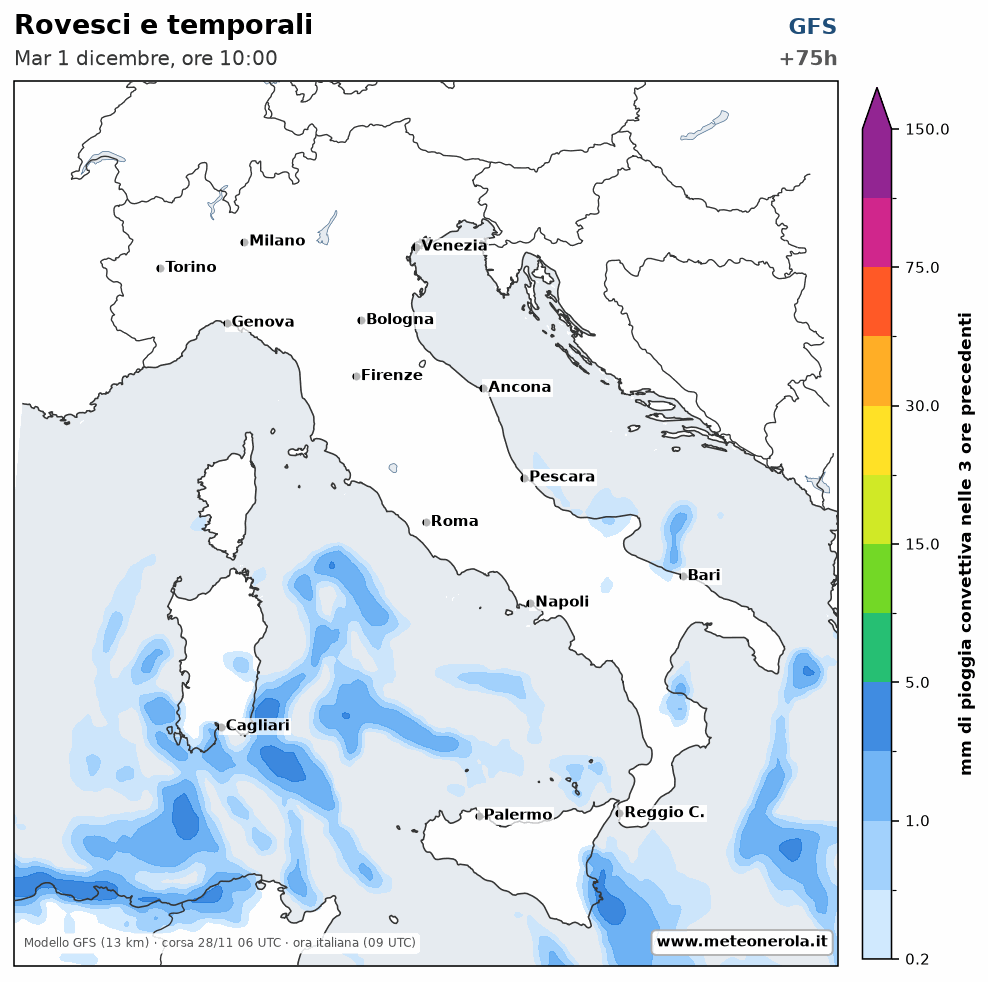 Rovesci e temporali
GFS
Mar 1 dicembre, ore 10:00
+75h
150.0
75.0
30.0
15.0
5.0
1.0
0.2
mm di pioggia convettiva nelle 3 ore precedenti
Milano
Venezia
Torino
Genova
Bologna
Firenze
Ancona
Pescara
Roma
Bari
Napoli
Cagliari
Palermo
Reggio C.
Modello GFS (13 km) · corsa 28/11 06 UTC · ora italiana (09 UTC)
www.meteonerola.it